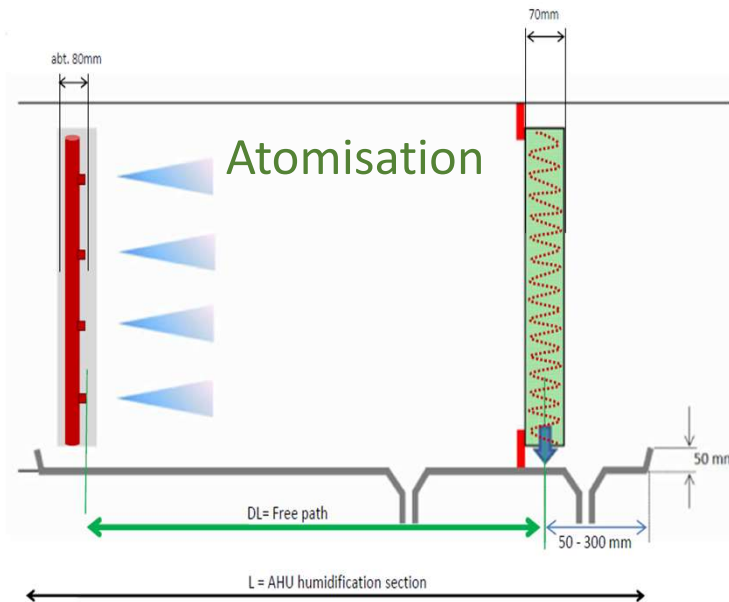 70mm
abt. 80mm
Atomisation
50 mm
DL= Free path
50 - 300 mm
L = AHU humidification section